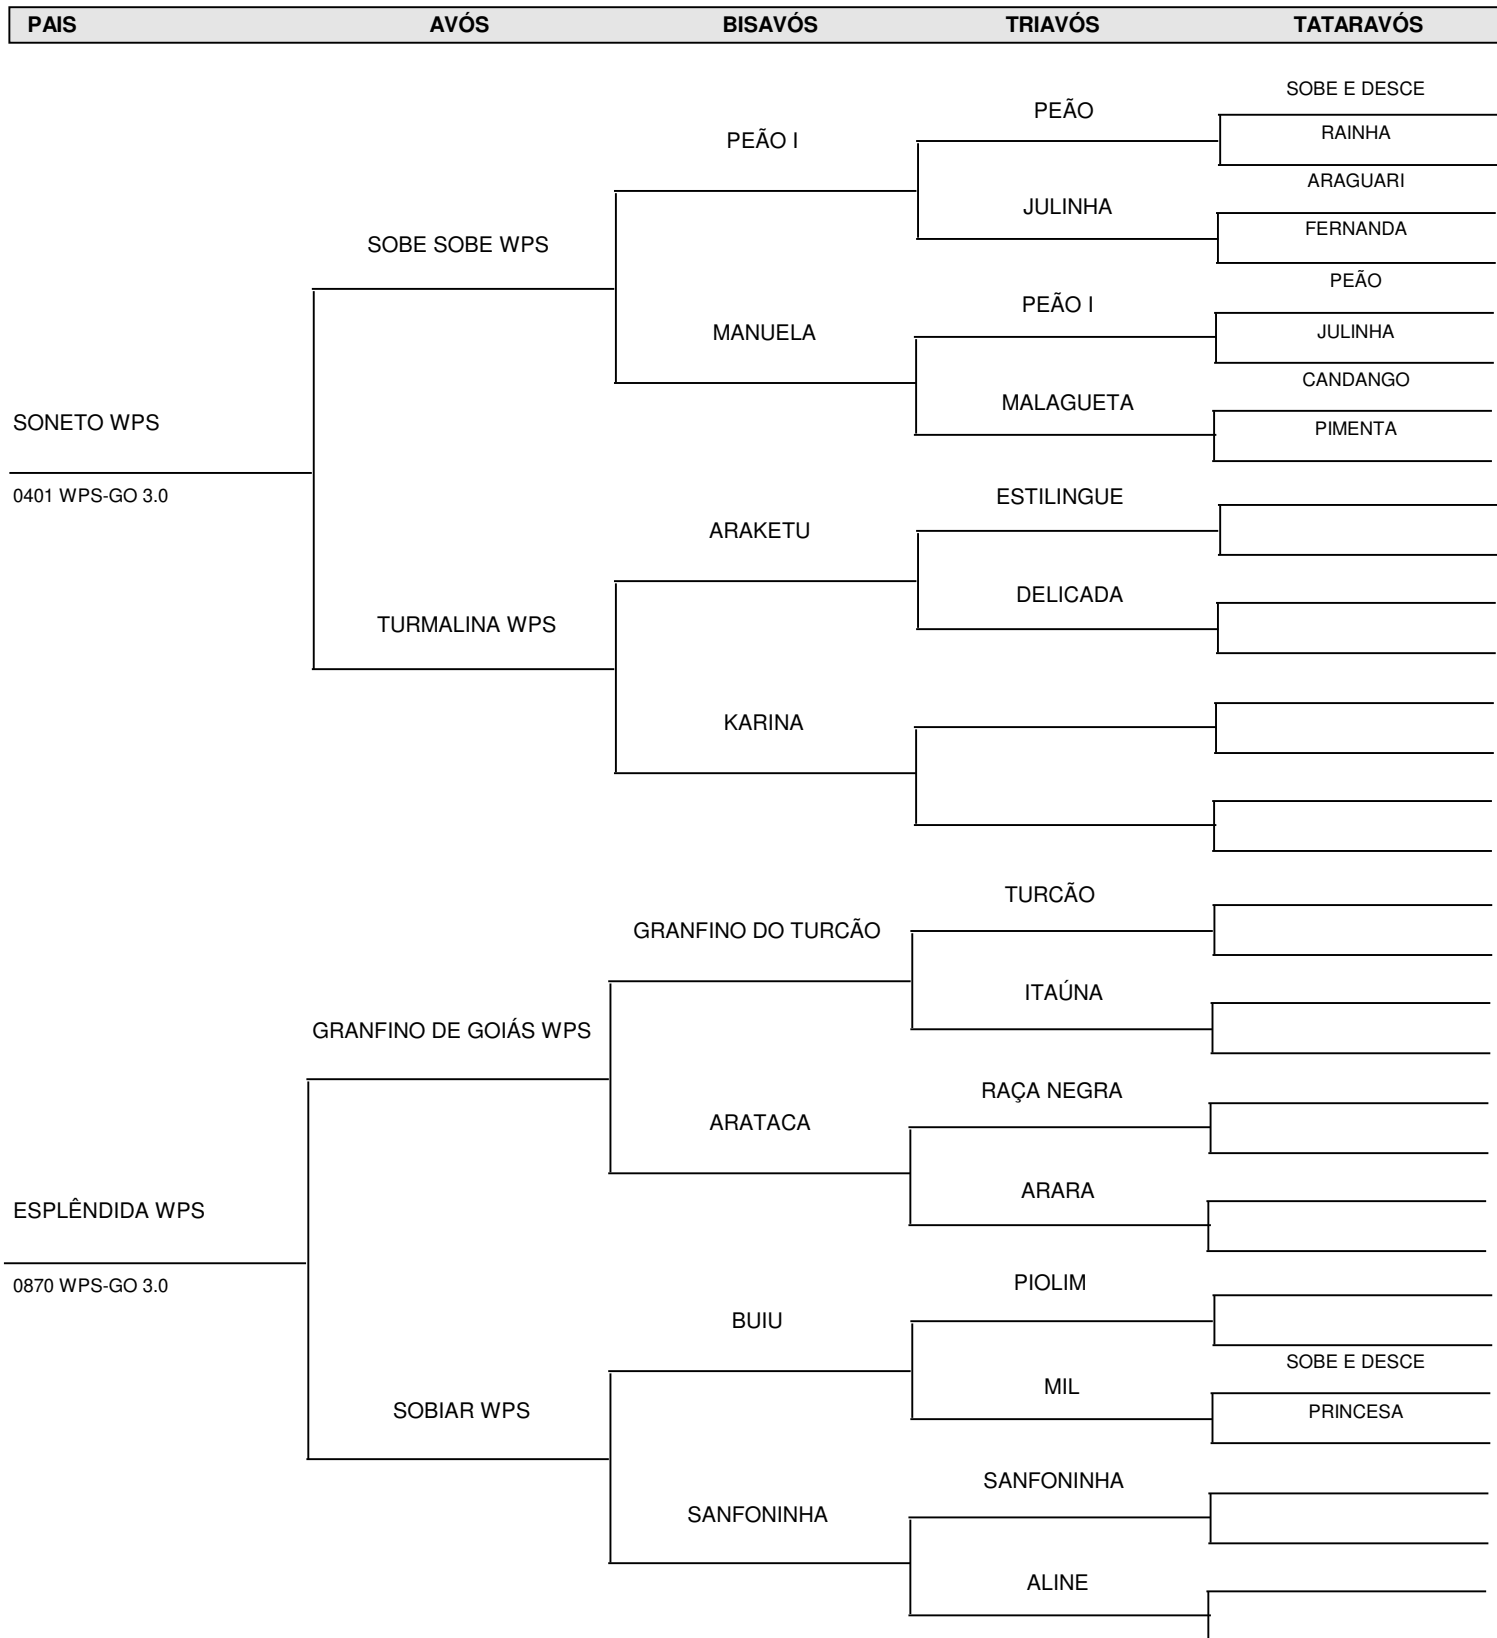 PAIS AVÓS BISAVÓS TRIAVÓS TATARAVÓS
SOBE E DESCE
PEÃO
RAINHA
PEÃO I
ARAGUARI
JULINHA
FERNANDA
SOBE SOBE WPS
PEÃO
PEÃO I
MANUELA
JULINHA
CANDANGO
MALAGUETA
SONETO WPS
PIMENTA
0401 WPS-GO 3.0
ESTILINGUE
ARAKETU
DELICADA
TURMALINA WPS
KARINA
TURCÃO
GRANFINO DO TURCÃO
ITAÚNA
GRANFINO DE GOIÁS WPS
RAÇA NEGRA
ARATACA
ARARA
ESPLÊNDIDA WPS
0870 WPS-GO 3.0
PIOLIM
BUIU
SOBE E DESCE
MIL
SOBIAR WPS
PRINCESA
SANFONINHA
SANFONINHA
ALINE